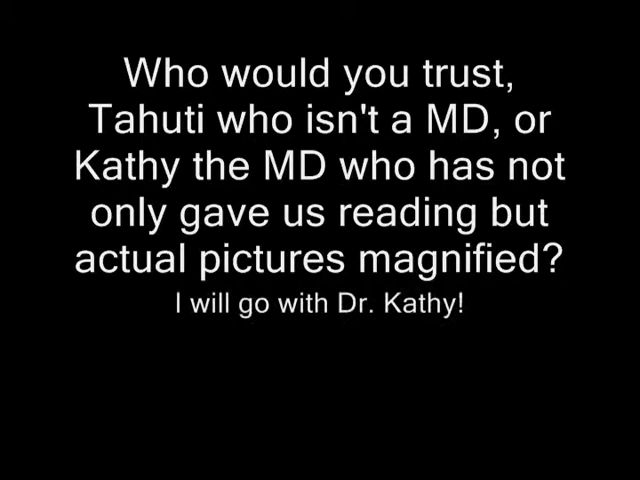 Who would you trust,
Tahuti who isn't a MD, or
Kathy the MD who has not
only gave us reading but
actual pictures magnified?
I will go with Dr. Kathy!